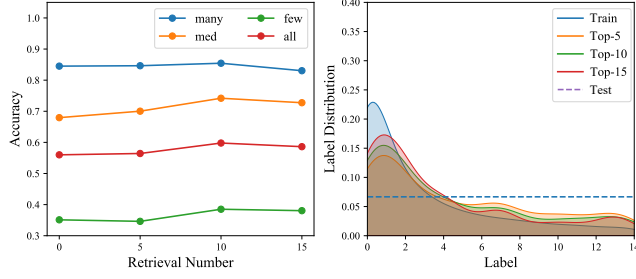 1.0
0.9
0.8
0.7
0.6
0.5
0.4
0.3
Accuracy
many
med
few
all
0
5
10
15
Retrieval Number
0.40
0.35
0.30
0.25
0.20
0.15
0.10
0.05
0.00
Label Distribution
Train
Top-5
Top-10
Top-15
Test
0
2
4
6
8
10
12
14
Label